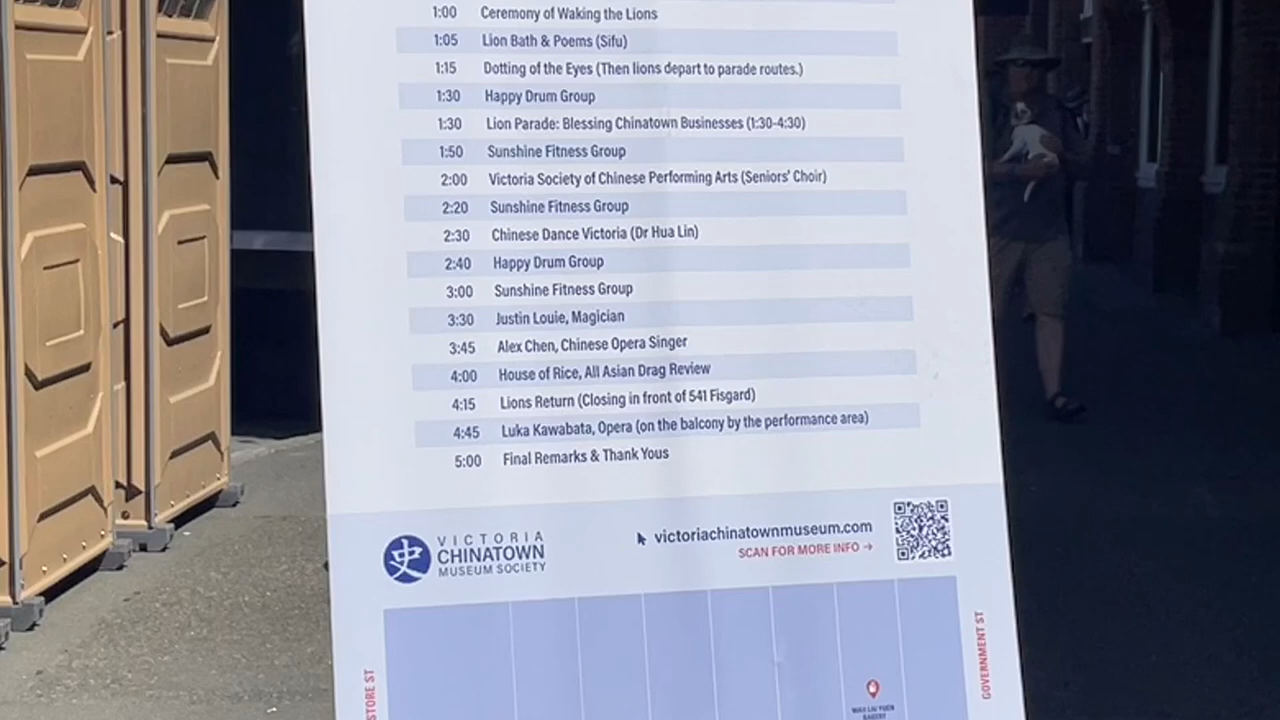 1:00 Ceremony of Waking the Lions
1:05 Lion Bath & Poems (Sifu)
1:15 Dotting of the Eyes (Then lions depart to parade routes.)
1:30 Happy Drum Group
1:30 Lion Parade: Blessing Chinatown Businesses (1:30-4:30)
1:50 Sunshine Fitness Group
2:00 Victoria Society of Chinese Performing Arts (Seniors' Choir)
2:20 Sunshine Fitness Group
2:30 Chinese Dance Victoria (Dr Hua Lin)
2:40 Happy Drum Group
3:00 Sunshine Fitness Group
3:30 Justin Louie, Magician
3:45 Alex Chen, Chinese Opera Singer
4:00 House of Rice, All Asian Drag Review
4:15 Lions Return (Closing in front of 541 Fisgard)
4:45 Luka Kawabata, Opera (on the balcony by the performance area)
5:00 Final Remarks & Thank Yous
史
VICTORIA
CHINATOWN
MUSEUM SOCIETY
victoriachinatownmuseum.com
SCAN FOR MORE INFO →
STORE ST
GOVERNMENT ST
WAH LAI YUEN
BAKERY